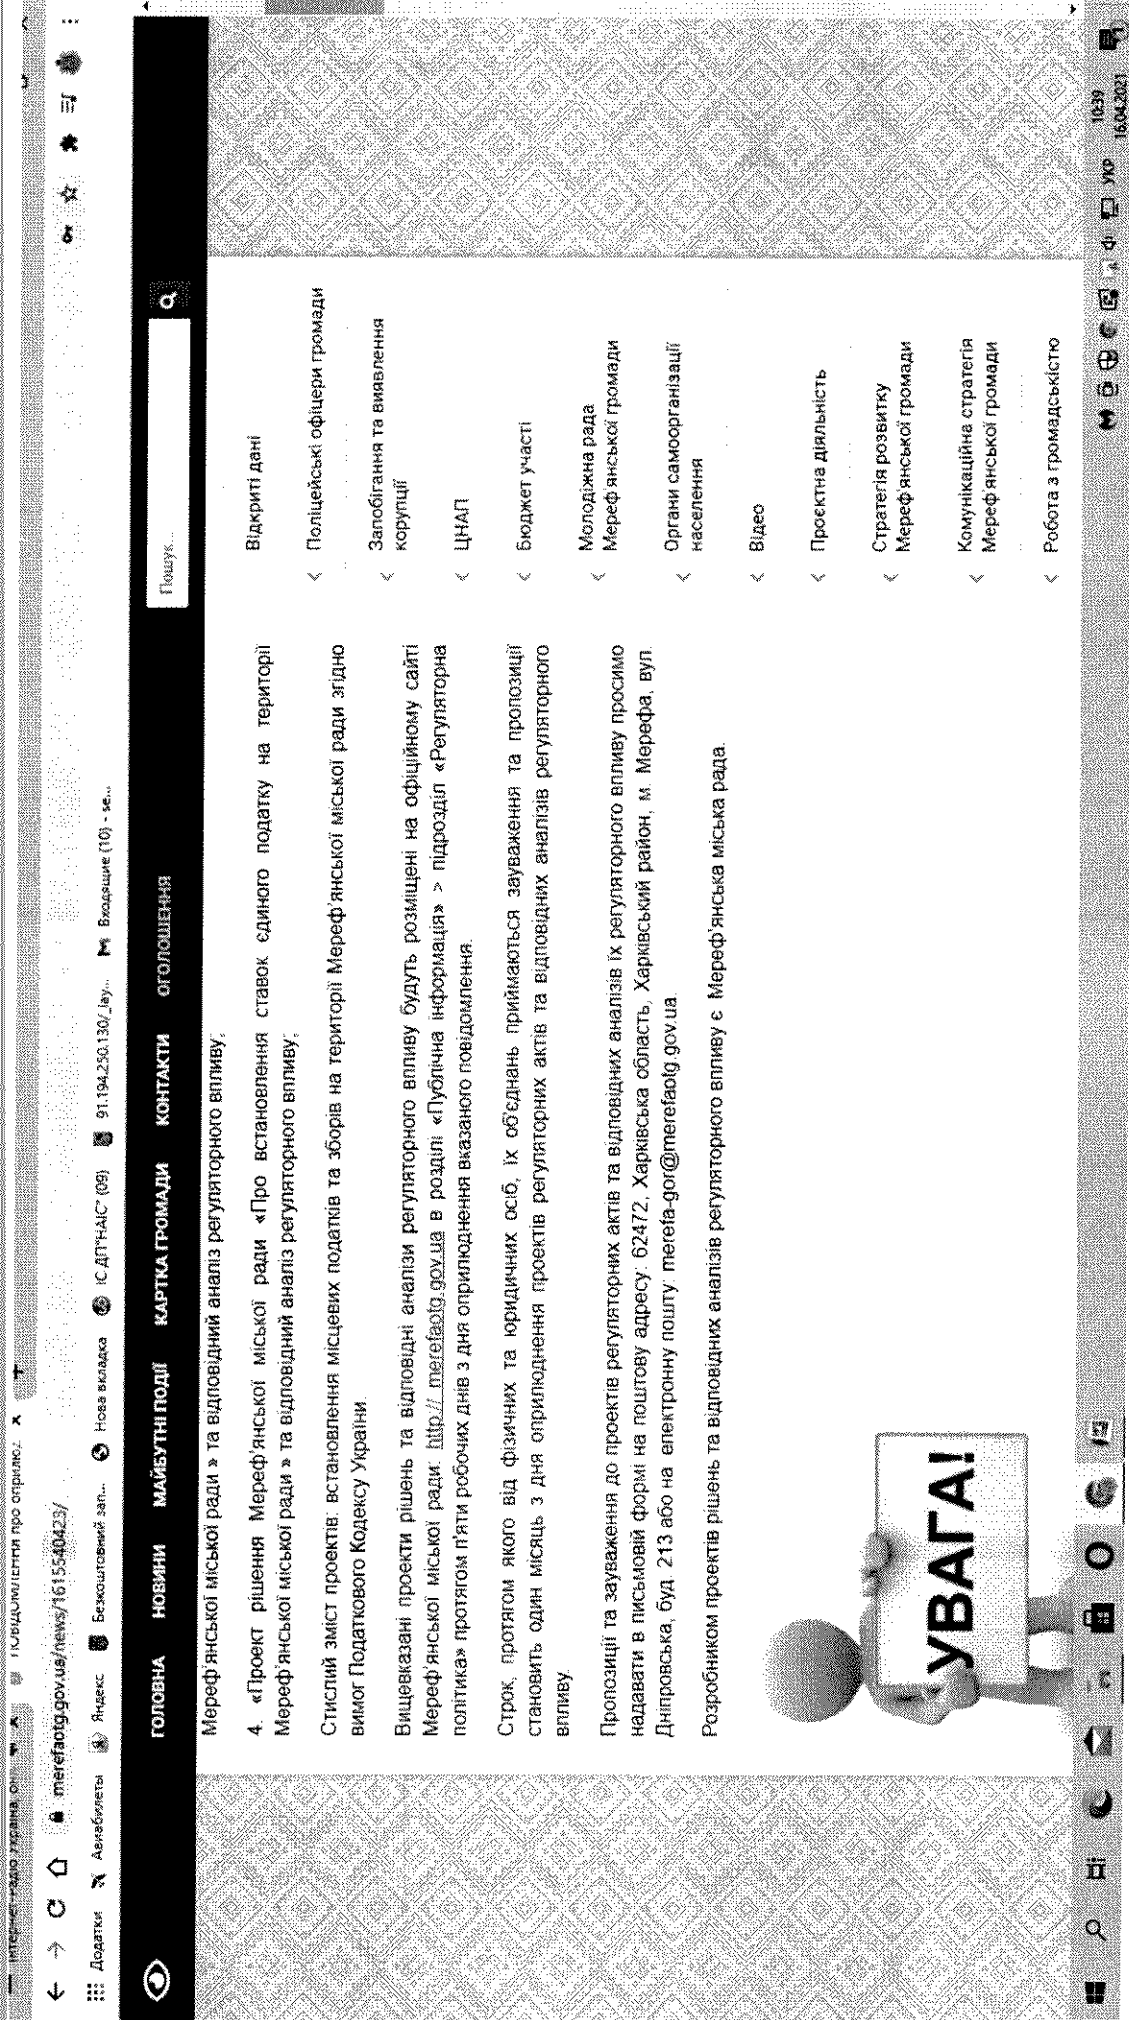 Інтернет-радіо Україна он
merefaotg.gov.ua/news/1615540423/
Додатки Авиабилеты Яндекс Безкоштовний зап... Нова вкладка ІС ДП"НАІС" (09) 91.194.250.130/_lay... Входящие (10) - se...
ГОЛОВНА НОВИНИ МАЙБУТНІ ПОДІЇ КАРТКА ГРОМАДИ КОНТАКТИ ОГОЛОШЕННЯ
Пошук...
Мереф'янської міської ради » та відповідний аналіз регуляторного впливу;
4. «Проект рішення Мереф'янської міської ради «Про встановлення ставок єдиного податку на території
Мереф'янської міської ради » та відповідний аналіз регуляторного впливу;
Стислий зміст проектів: встановлення місцевих податків та зборів на території Мереф'янської міської ради згідно
вимог Податкового Кодексу України.
Вищевказані проекти рішень та відповідні аналізи регуляторного впливу будуть розміщені на офіційному сайті
Мереф'янської міської ради: http:// merefaotg.gov.ua в розділі «Публічна інформація» > підрозділ «Регуляторна
політика» протягом п'яти робочих днів з дня оприлюднення вказаного повідомлення.
Строк, протягом якого від фізичних та юридичних осіб, їх об'єднань приймаються зауваження та пропозиції
становить один місяць з дня оприлюднення проектів регуляторних актів та відповідних аналізів регуляторного
впливу.
Пропозиції та зауваження до проектів регуляторних актів та відповідних аналізів їх регуляторного впливу просимо
надавати в письмовій формі на поштову адресу: 62472, Харківська область, Харківський район, м. Мерефа, вул.
Дніпровська, буд. 213 або на електронну пошту: merefa-gor@merefaotg.gov.ua.
Розробником проектів рішень та відповідних аналізів регуляторного впливу є Мереф'янська міська рада.
УВАГА!
Відкриті дані
Поліцейські офіцери громади
Запобігання та виявлення
корупції
ЦНАП
Бюджет участі
Молодіжна рада
Мереф'янської громади
Органи самоорганізації
населення
Відео
Проєктна діяльність
Стратегія розвитку
Мереф'янської громади
Комунікаційна стратегія
Мереф'янської громади
Робота з громадськістю
УКР
10:39
16.04.2021